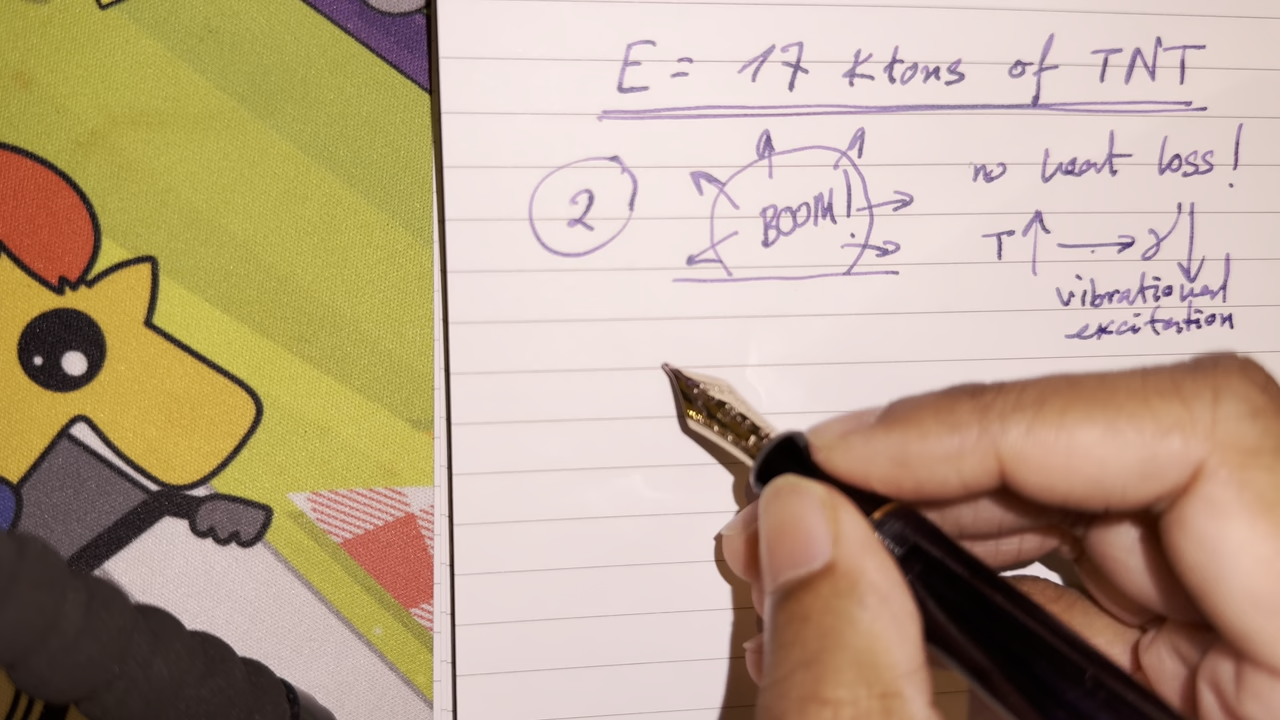 E = 17 Ktons of TNT
2
BOOM!
no heat loss!
T↑ → γ↓
vibrational
excitation